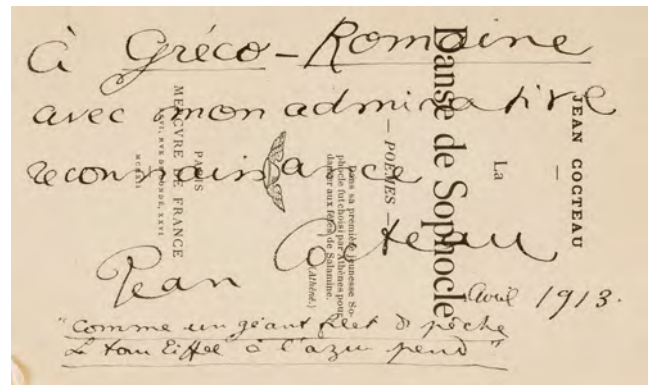 à Gréco-Romaine
avec mon admirative
reconnaissance
Jean Cocteau
avril 1913.
"Comme un géant filet de pêche
La tour Eiffel à l'azur pend"
JEAN COCTEAU
La
Danse de Sophocle
— POÈMES —
Dans sa première jeunesse So-
phocle fut choisi par Athènes pour
danser aux fêtes de Salamine.
(Athéné.)
PARIS
MERCVRE DE FRANCE
XXVI, RVE DE CONDÉ, XXVI
MCMXII